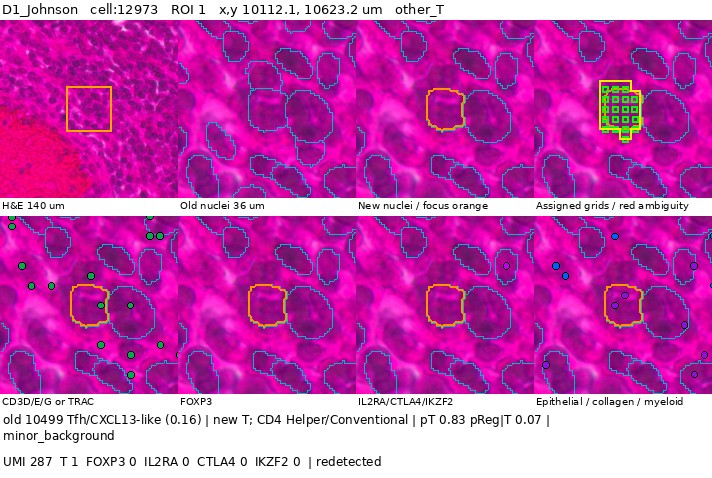 D1_Johnson cell:12973 ROI 1 x,y 10112.1, 10623.2 um other_T
H&E 140 um
Old nuclei 36 um
New nuclei / focus orange
Assigned grids / red ambiguity
CD3D/E/G or TRAC
FOXP3
IL2RA/CTLA4/IKZF2
Epithelial / collagen / myeloid
old 10499 Tfh/CXCL13-like (0.16) | new T; CD4 Helper/Conventional | pT 0.83 pReg|T 0.07 |
minor_background
UMI 287 T 1 FOXP3 0 IL2RA 0 CTLA4 0 IKZF2 0 | redetected